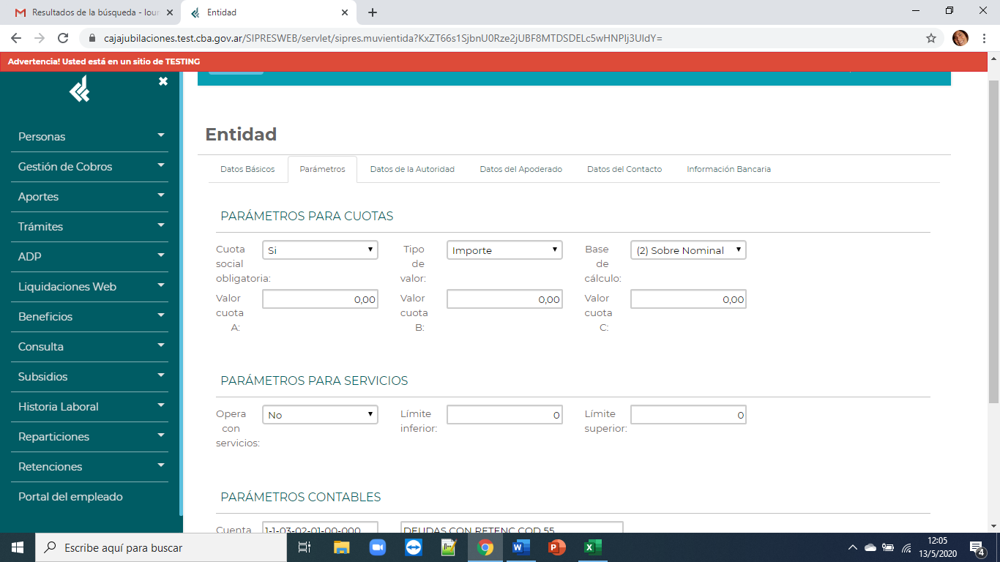 Resultados de la búsqueda - lour
Entidad
cajajubilaciones.test.cba.gov.ar/SIPRESWEB/servlet/sipres.muvientida?KxZT66s1SjbnU0Rze2jUBF8MTDSDELc5wHNPlj3UldY=
Advertencia! Usted está en un sitio de TESTING
Personas
Gestión de Cobros
Aportes
Trámites
ADP
Liquidaciones Web
Beneficios
Consulta
Subsidios
Historia Laboral
Reparticiones
Retenciones
Portal del empleado
Entidad
Datos Básicos
Parámetros
Datos de la Autoridad
Datos del Apoderado
Datos del Contacto
Información Bancaria
PARÁMETROS PARA CUOTAS
Cuota
social
obligatoria:
Si
Tipo
de
valor:
Importe
Base
de
cálculo:
(2) Sobre Nominal
Valor
cuota
A:
0,00
Valor
cuota
B:
0,00
Valor
cuota
C:
0,00
PARÁMETROS PARA SERVICIOS
Opera
con
servicios:
No
Límite
inferior:
0
Límite
superior:
0
PARÁMETROS CONTABLES
Cuenta
1-1-03-02-01-00-000
DEUDAS CON RETENC COD 55
Escribe aquí para buscar
12:05
13/5/2020
4